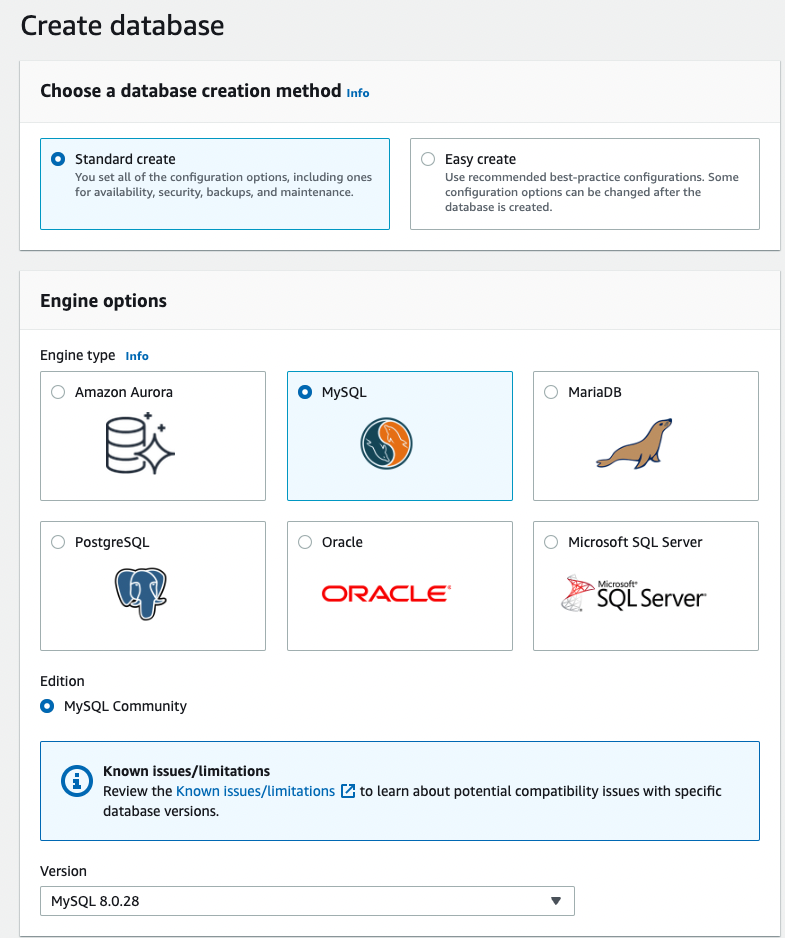 Create database
Choose a database creation method Info
Standard create
You set all of the configuration options, including ones
for availability, security, backups, and maintenance.
Easy create
Use recommended best-practice configurations. Some
configuration options can be changed after the
database is created.
Engine options
Engine type Info
Amazon Aurora
MySQL
MariaDB
PostgreSQL
Oracle
ORACLE®
Microsoft SQL Server
Microsoft®
SQL Server®
Edition
MySQL Community
Known issues/limitations
Review the Known issues/limitations to learn about potential compatibility issues with specific
database versions.
Version
MySQL 8.0.28